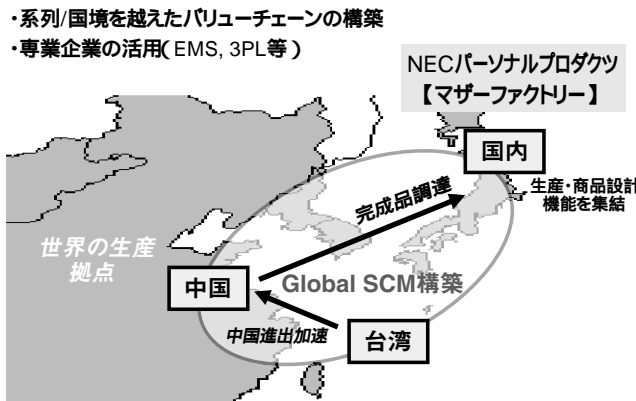 ・系列/国境を越えたバリューチェーンの構築
・専業企業の活用( EMS, 3PL等 )
NECパーソナルプロダクツ
【マザーファクトリー】
国内
生産・商品設計
機能を集結
完成品調達
世界の生産
拠点
中国
Global SCM構築
中国進出加速
台湾